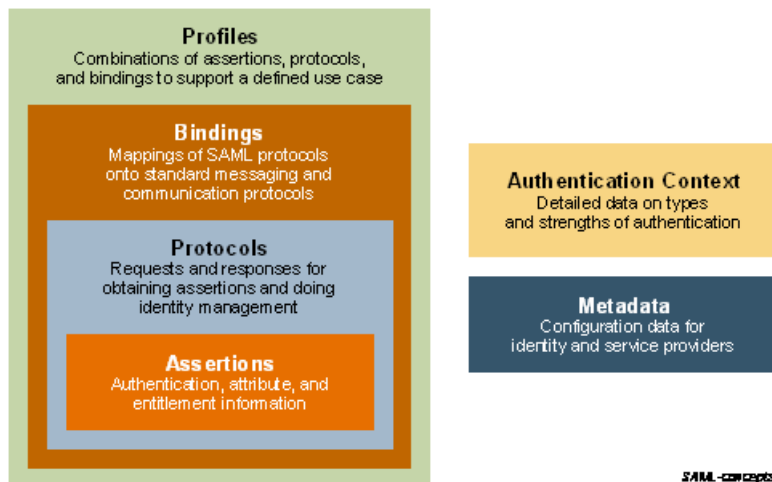 Profiles
Combinations of assertions, protocols,
and bindings to support a defined use case
Bindings
Mappings of SAML protocols
onto standard messaging and
communication protocols
Protocols
Requests and responses for
obtaining assertions and doing
identity management
Assertions
Authentication, attribute, and
entitlement information
Authentication Context
Detailed data on types
and strengths of authentication
Metadata
Configuration data for
identity and service providers
SAML-concepts